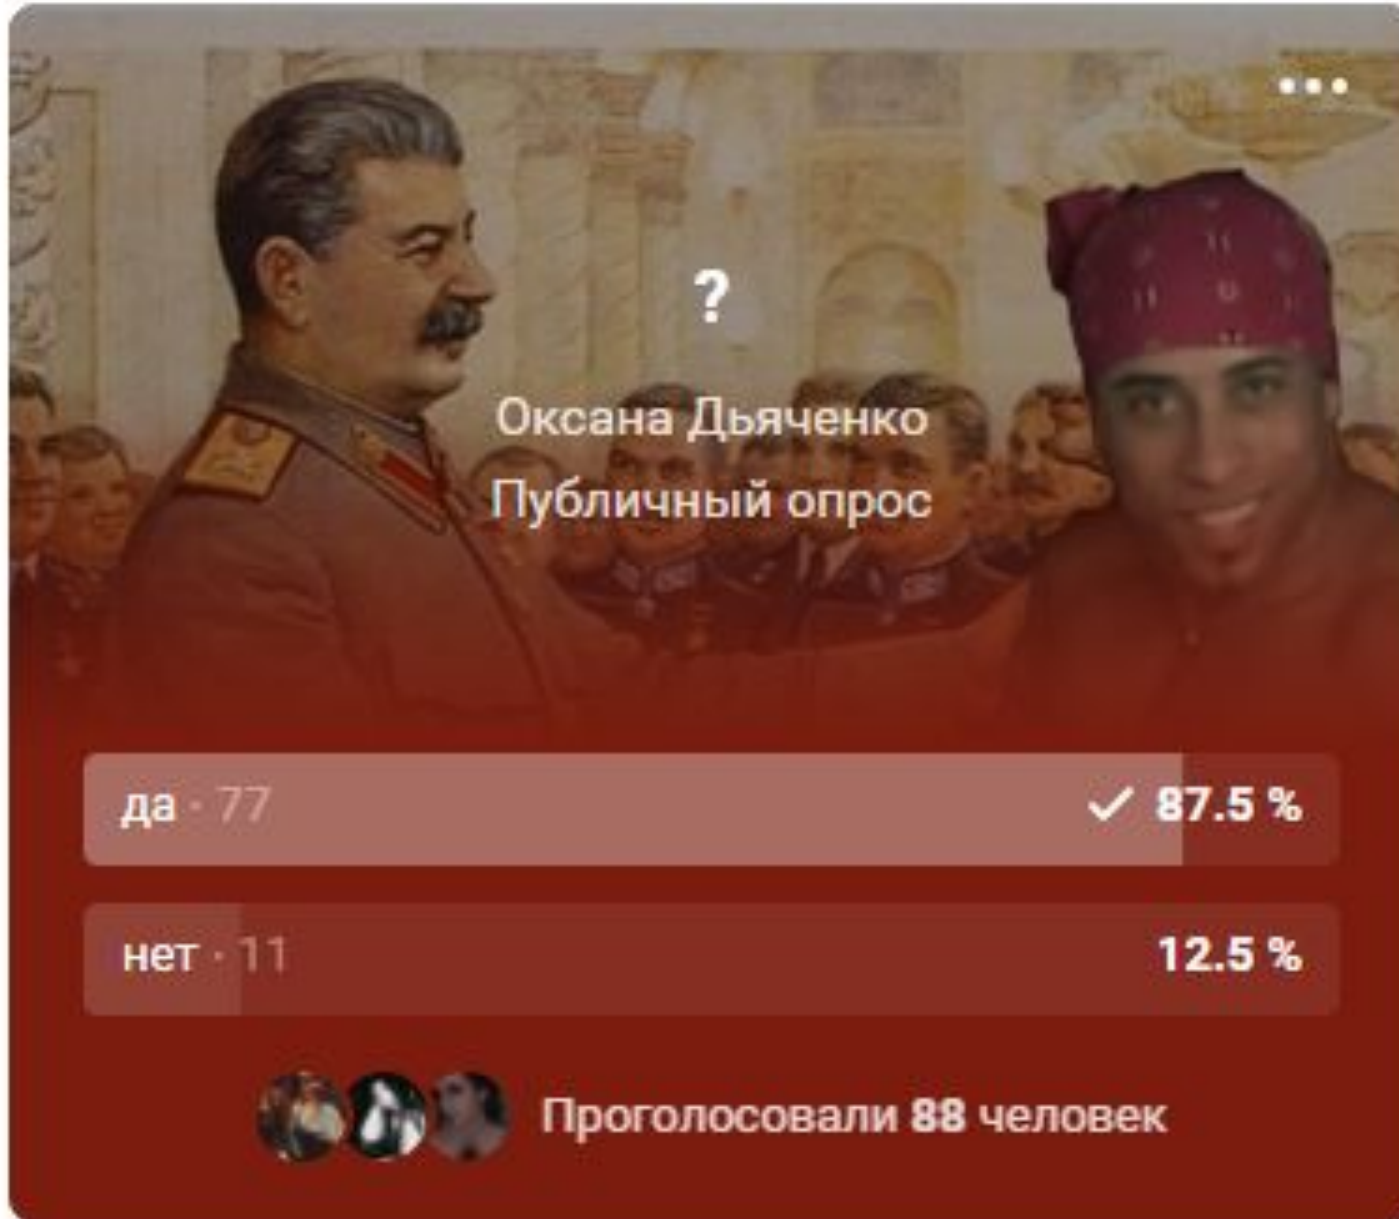 ?
Оксана Дьяченко
Публичный опрос
да · 77 87.5 %
нет · 11 12.5 %
Проголосовали 88 человек